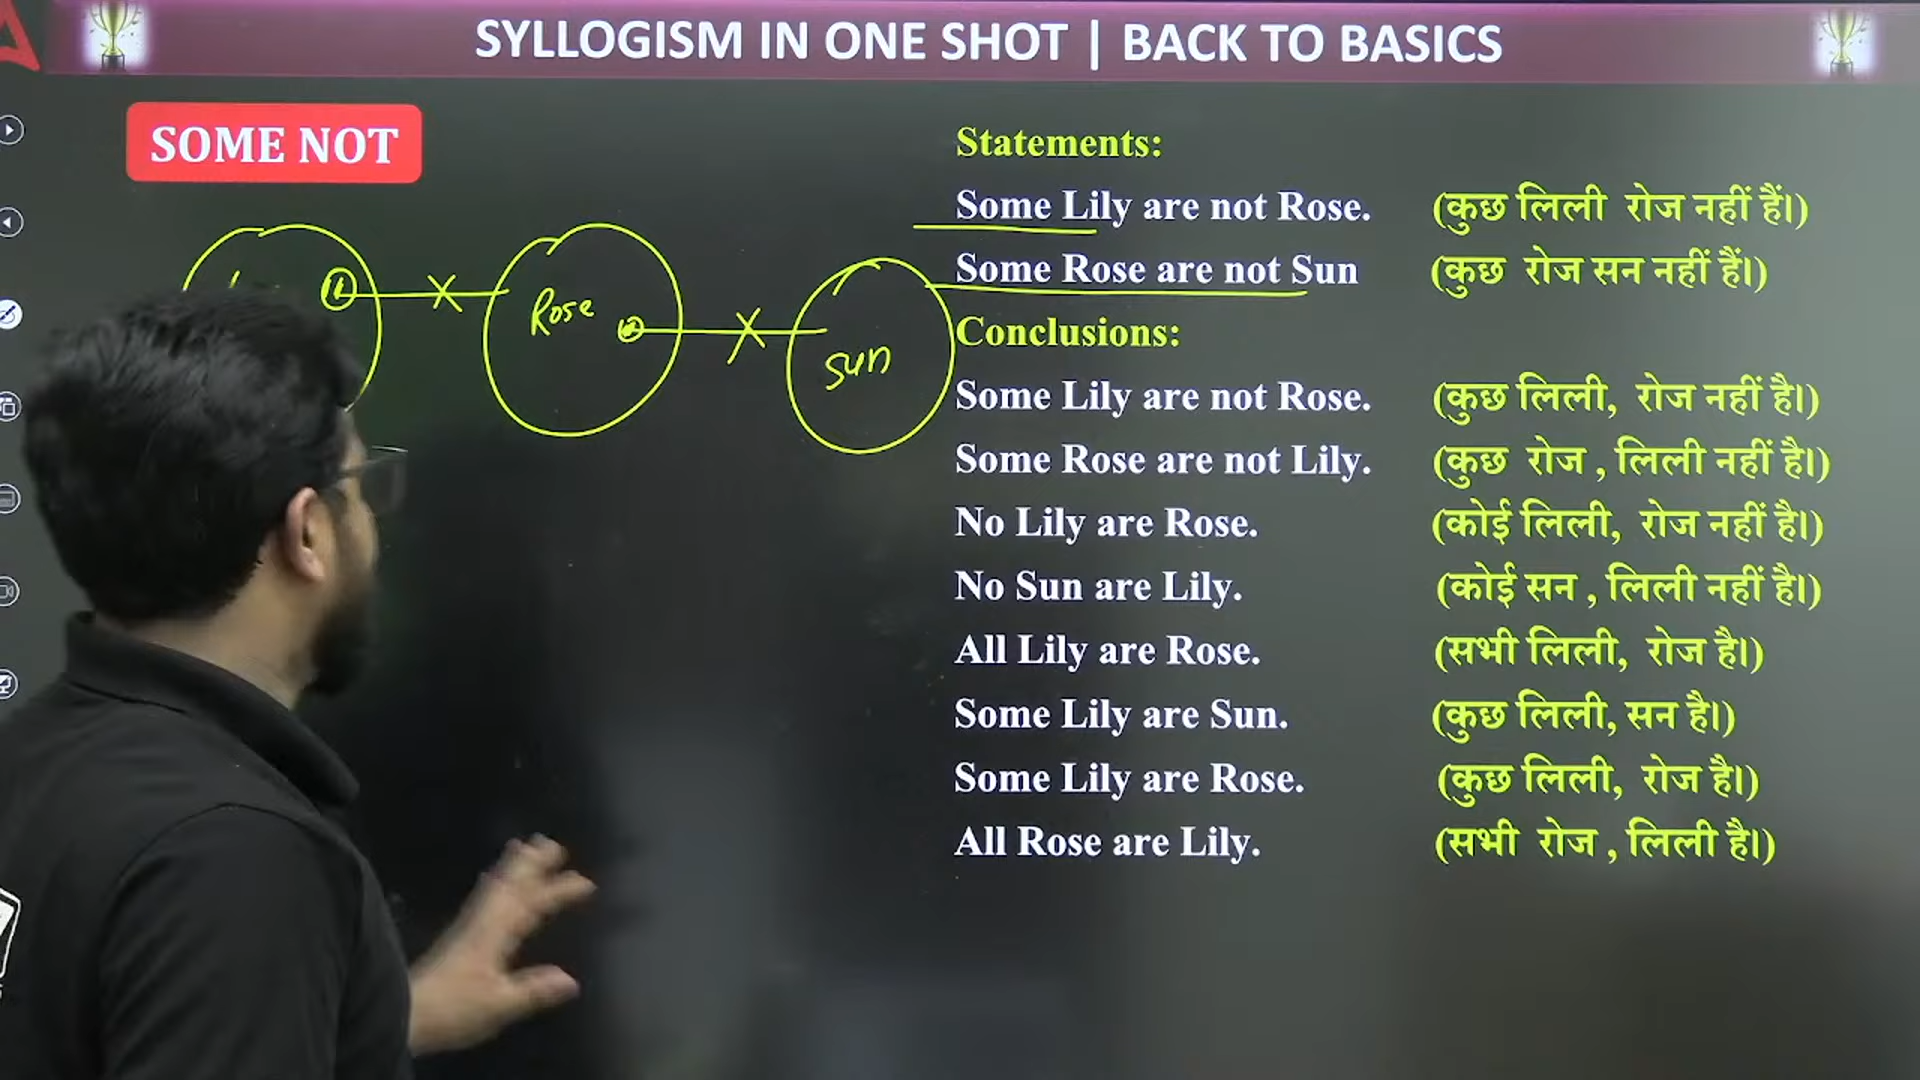 SYLLOGISM IN ONE SHOT | BACK TO BASICS
SOME NOT
Rose
Sun
Statements:
Some Lily are not Rose. (कुछ लिली रोज नहीं हैं।)
Some Rose are not Sun (कुछ रोज सन नहीं हैं।)
Conclusions:
Some Lily are not Rose. (कुछ लिली, रोज नहीं है।)
Some Rose are not Lily. (कुछ रोज , लिली नहीं है।)
No Lily are Rose. (कोई लिली, रोज नहीं है।)
No Sun are Lily. (कोई सन , लिली नहीं है।)
All Lily are Rose. (सभी लिली, रोज है।)
Some Lily are Sun. (कुछ लिली, सन है।)
Some Lily are Rose. (कुछ लिली, रोज है।)
All Rose are Lily. (सभी रोज , लिली है।)